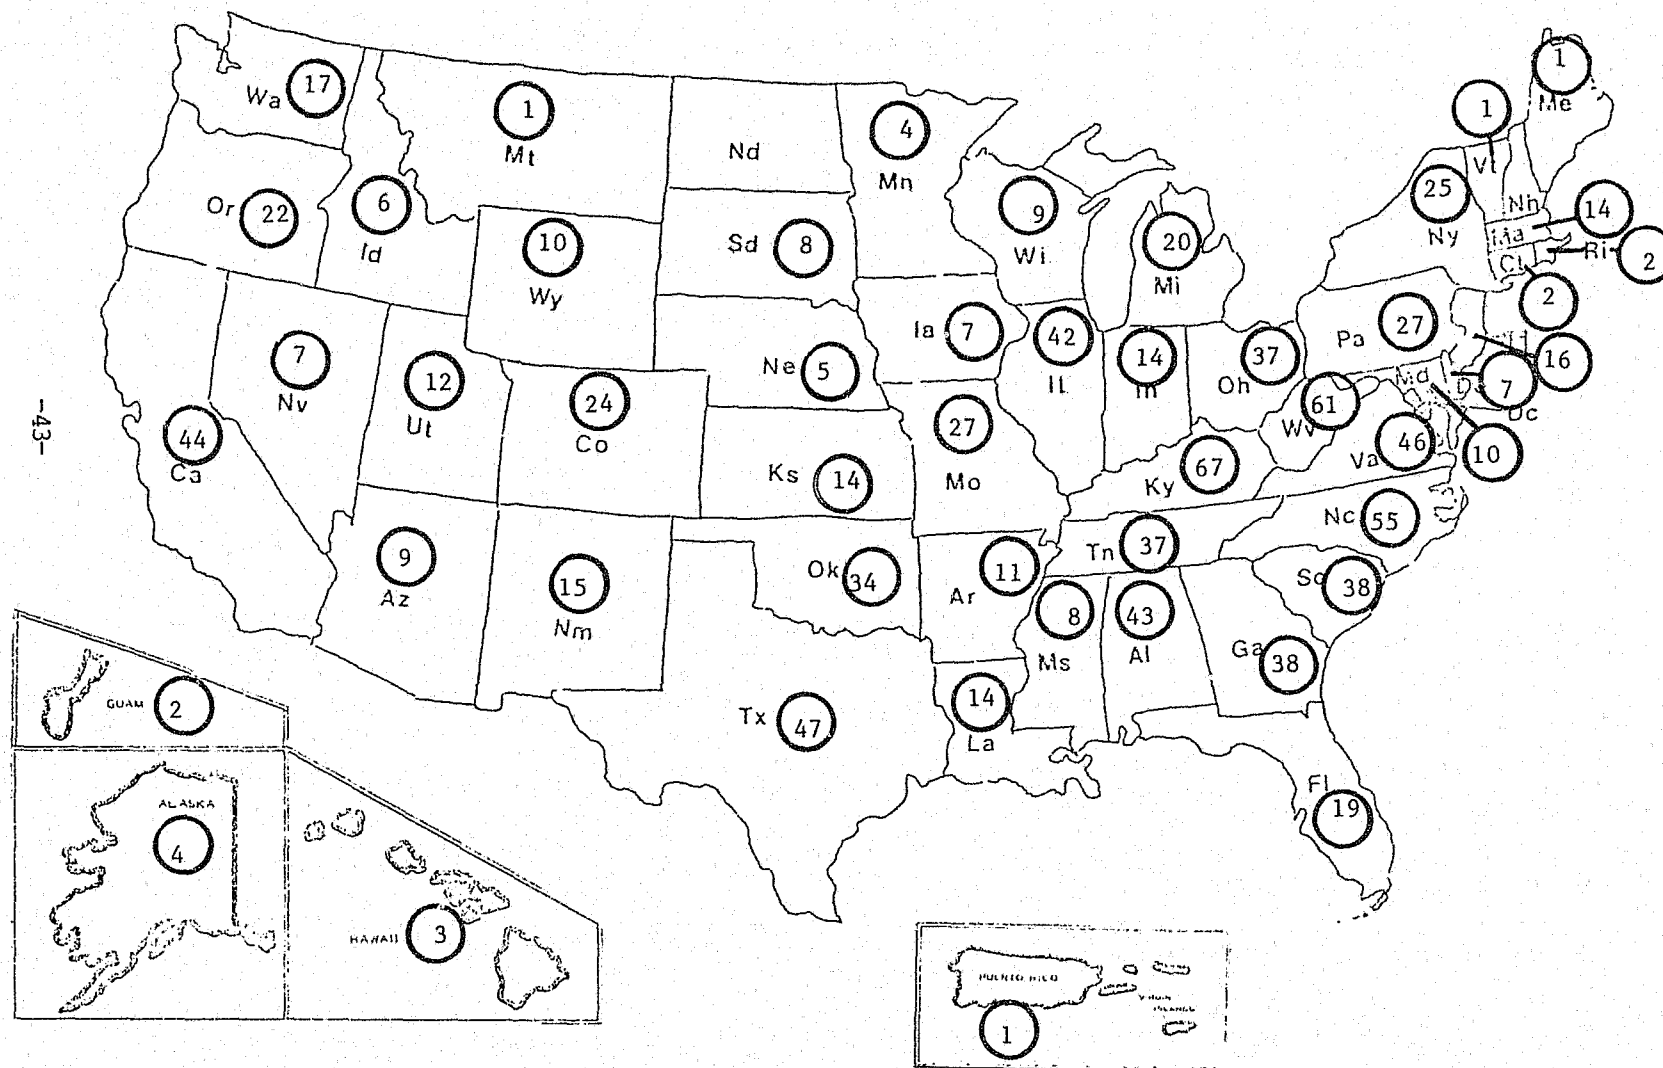 Wa 17
1
Mt
Nd
4
Mn
1
1
Me
Vt
Or 22
6
Id
10
Wy
Sd 8
9
Wi
20
Mi
25
Ny
Nh
14
Ma
Ri
2
Ct
2
7
Nv
12
Ut
24
Co
Ne 5
Ia 7
42
IL
14
In
37
Oh
Pa 27
16
Md
7
Dc
10
44
Ca
Ks 14
27
Mo
67
Ky
61
Wv
46
Va
-43-
9
Az
15
Nm
Ok 34
11
Ar
Tn 37
Nc 55
Sc 38
8
Ms
43
Al
Ga 38
Tx 47
14
La
Fl
19
GUAM 2
ALASKA
4
HAWAII 3
PUERTO RICO
1